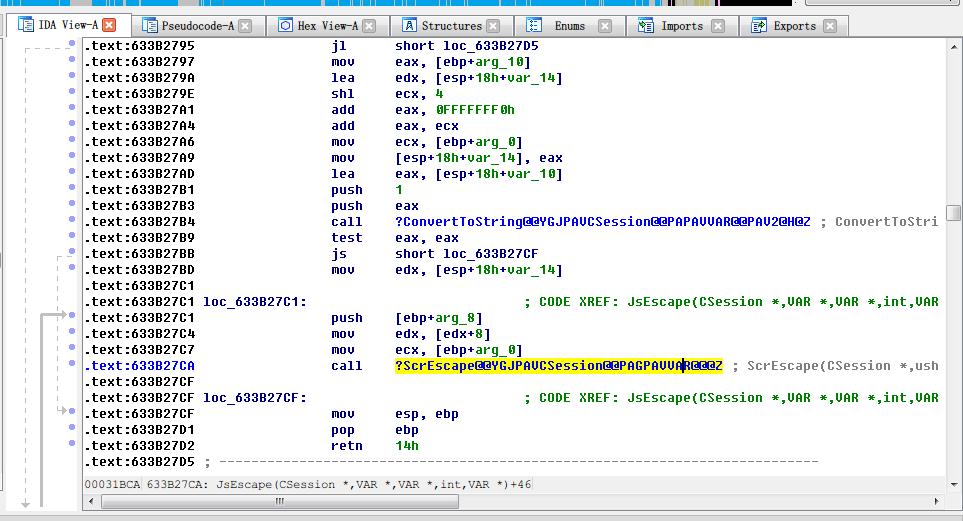 IDA View-A Pseudocode-A Hex View-A Structures Enums Imports Exports
.text:633B2795 jl short loc_633B27D5
.text:633B2797 mov eax, [ebp+arg_10]
.text:633B279A lea edx, [esp+18h+var_14]
.text:633B279E shl ecx, 4
.text:633B27A1 add eax, 0FFFFFFF0h
.text:633B27A4 add eax, ecx
.text:633B27A6 mov ecx, [ebp+arg_0]
.text:633B27A9 mov [esp+18h+var_14], eax
.text:633B27AD lea eax, [esp+18h+var_10]
.text:633B27B1 push 1
.text:633B27B3 push eax
.text:633B27B4 call ?ConvertToString@@YGJPAVCSession@@PAPAVVAR@@PAV2@H@Z ; ConvertToStri
.text:633B27B9 test eax, eax
.text:633B27BB js short loc_633B27CF
.text:633B27BD mov edx, [esp+18h+var_14]
.text:633B27C1
.text:633B27C1 loc_633B27C1: ; CODE XREF: JsEscape(CSession *,VAR *,VAR *,int,VAR
.text:633B27C1 push [ebp+arg_8]
.text:633B27C4 mov edx, [edx+8]
.text:633B27C7 mov ecx, [ebp+arg_0]
.text:633B27CA call ?ScrEscape@@YGJPAVCSession@@PAGPAVVAR@@@Z ; ScrEscape(CSession *,ush
.text:633B27CF
.text:633B27CF loc_633B27CF: ; CODE XREF: JsEscape(CSession *,VAR *,VAR *,int,VAR
.text:633B27CF mov esp, ebp
.text:633B27D1 pop ebp
.text:633B27D2 retn 14h
.text:633B27D5 ; ---------------------------------------------------------------------------
00031BCA 633B27CA: JsEscape(CSession *,VAR *,VAR *,int,VAR *)+46